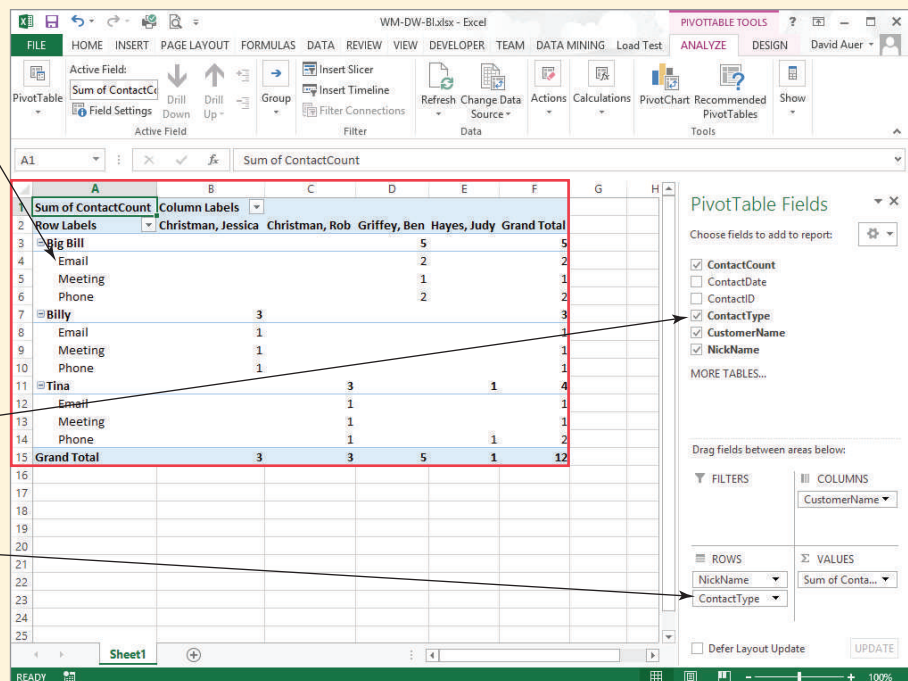 WM-DW-BI.xlsx - Excel
PIVOTTABLE TOOLS
?
FILE HOME INSERT PAGE LAYOUT FORMULAS DATA REVIEW VIEW DEVELOPER TEAM DATA MINING Load Test ANALYZE DESIGN David Auer
PivotTable
Active Field:
Sum of ContactCo
Field Settings
Drill Down
Drill Up
Active Field
Group
Insert Slicer
Insert Timeline
Filter Connections
Filter
Refresh
Change Data Source
Data
Actions
Calculations
PivotChart
Recommended PivotTables
Tools
Show
A1 fx Sum of ContactCount
A B C D E F G H
1 Sum of ContactCount Column Labels
2 Row Labels Christman, Jessica Christman, Rob Griffey, Ben Hayes, Judy Grand Total
3 Big Bill 5 5
4 Email 2 2
5 Meeting 1 1
6 Phone 2 2
7 Billy 3 3
8 Email 1 1
9 Meeting 1 1
10 Phone 1 1
11 Tina 3 1 4
12 Email 1 1
13 Meeting 1 1
14 Phone 1 1 2
15 Grand Total 3 3 5 1 12
16
17
18
19
20
21
22
23
24
25
Sheet1
PivotTable Fields
Choose fields to add to report:
ContactCount
ContactDate
ContactID
ContactType
CustomerName
NickName
MORE TABLES...
Drag fields between areas below:
FILTERS
COLUMNS
CustomerName
ROWS
NickName
ContactType
Σ VALUES
Sum of Conta...
Defer Layout Update
UPDATE
READY
100%